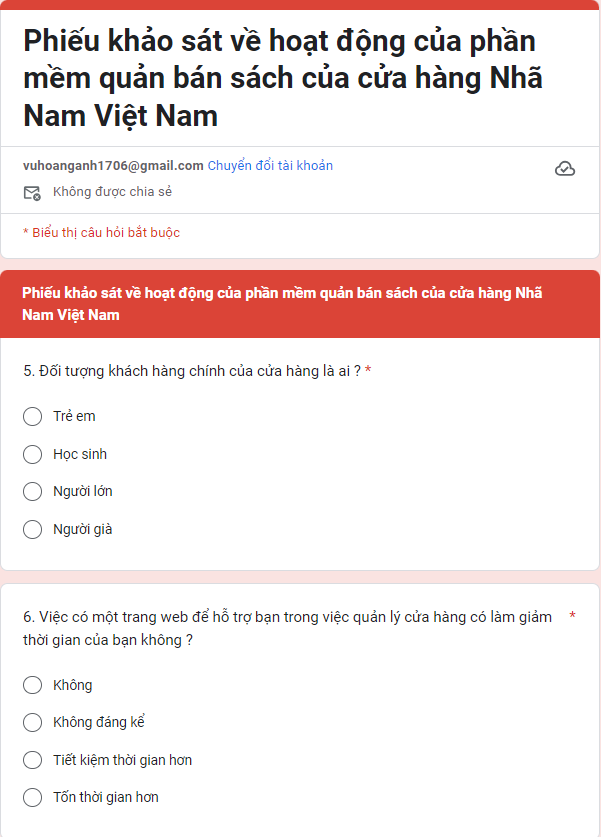 Phiếu khảo sát về hoạt động của phần
mềm quản bán sách của cửa hàng Nhã
Nam Việt Nam
vuhoanganh1706@gmail.com Chuyển đổi tài khoản
Không được chia sẻ
* Biểu thị câu hỏi bắt buộc
Phiếu khảo sát về hoạt động của phần mềm quản bán sách của cửa hàng Nhã
Nam Việt Nam
5. Đối tượng khách hàng chính của cửa hàng là ai ? *
Trẻ em
Học sinh
Người lớn
Người già
6. Việc có một trang web để hỗ trợ bạn trong việc quản lý cửa hàng có làm giảm *
thời gian của bạn không ?
Không
Không đáng kể
Tiết kiệm thời gian hơn
Tốn thời gian hơn